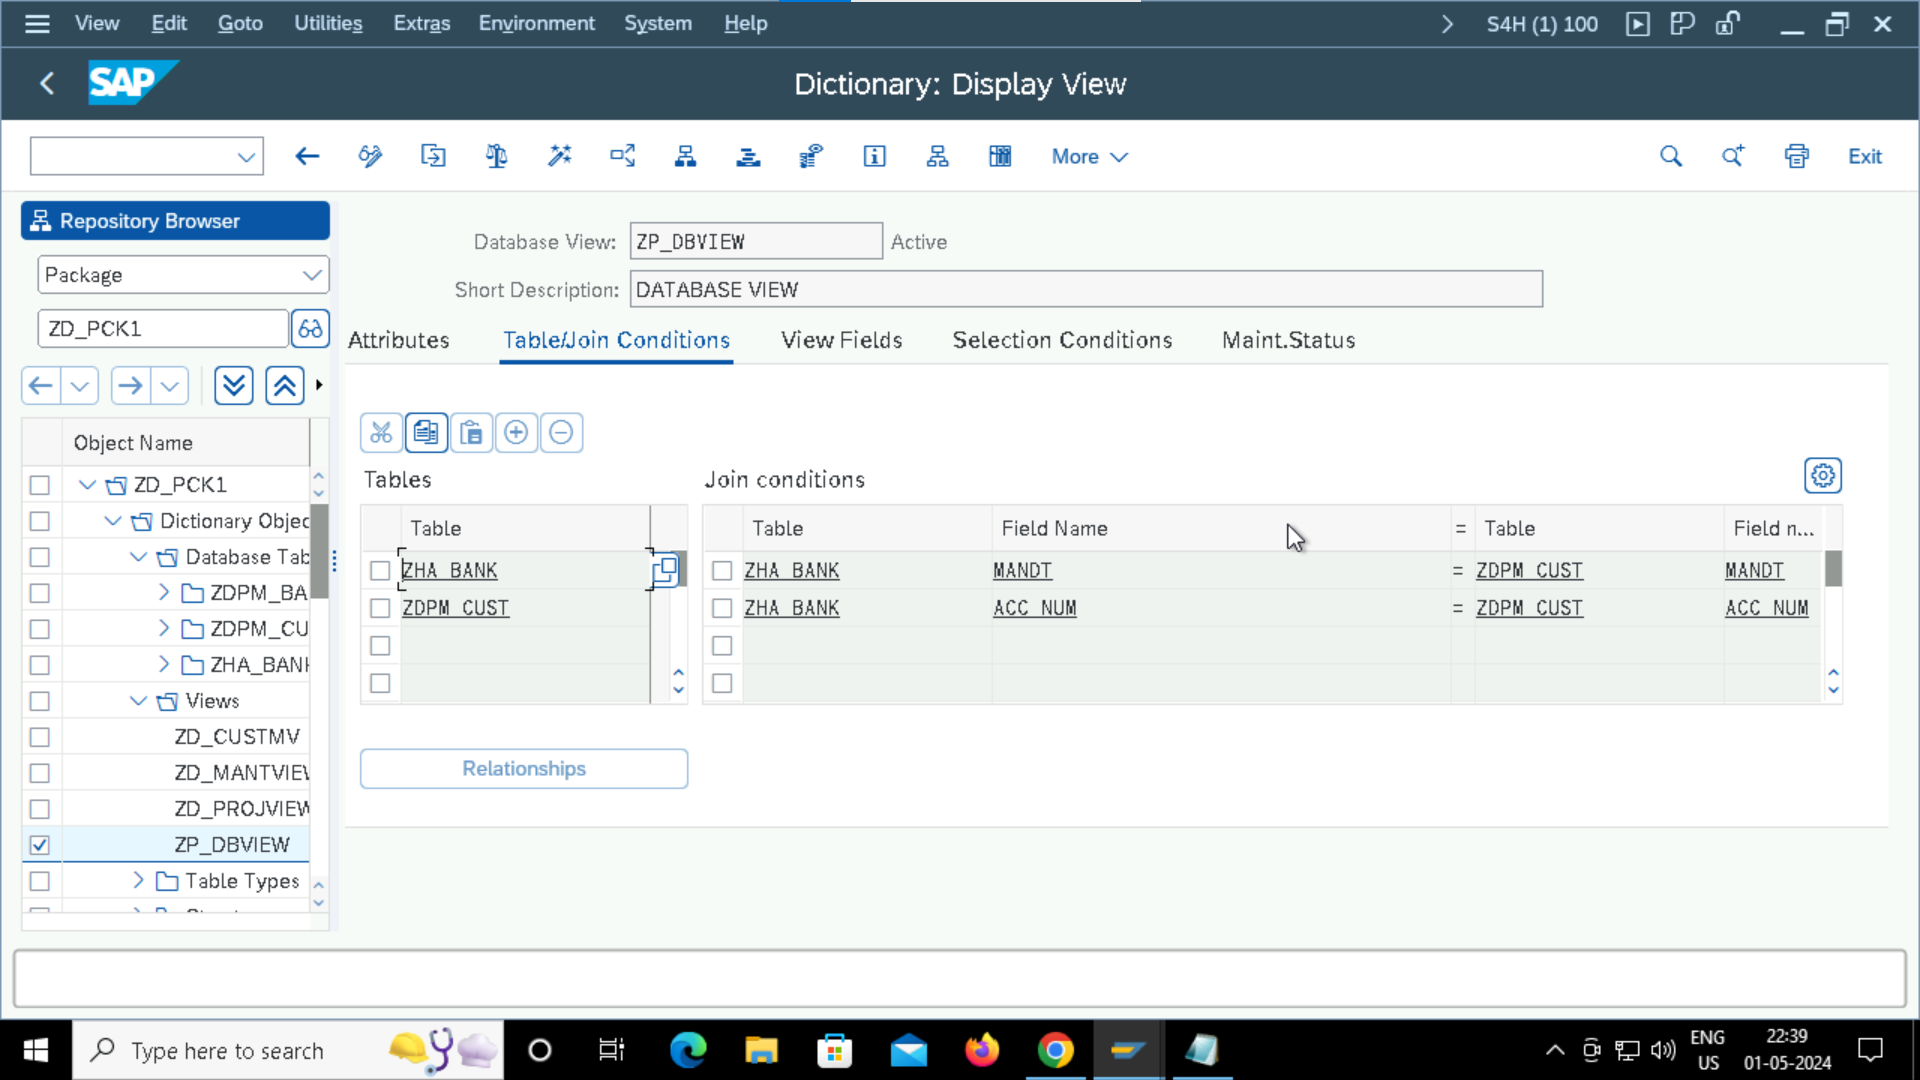 View Edit Goto Utilities Extras Environment System Help S4H (1) 100
SAP
Dictionary: Display View
More Exit
Repository Browser
Package
ZD_PCK1
Object Name
ZD_PCK1
Dictionary Objec
Database Tab
ZDPM_BA
ZDPM_CU
ZHA_BANK
Views
ZD_CUSTMV
ZD_MANTVIEW
ZD_PROJVIEW
ZP_DBVIEW
Table Types
Database View: ZP_DBVIEW Active
Short Description: DATABASE VIEW
Attributes Table/Join Conditions View Fields Selection Conditions Maint.Status
Tables Join conditions
Table Table Field Name = Table Field n...
ZHA_BANK ZHA_BANK MANDT = ZDPM_CUST MANDT
ZDPM_CUST ZHA_BANK ACC_NUM = ZDPM_CUST ACC_NUM
Relationships
Type here to search
ENG
US
22:39
01-05-2024